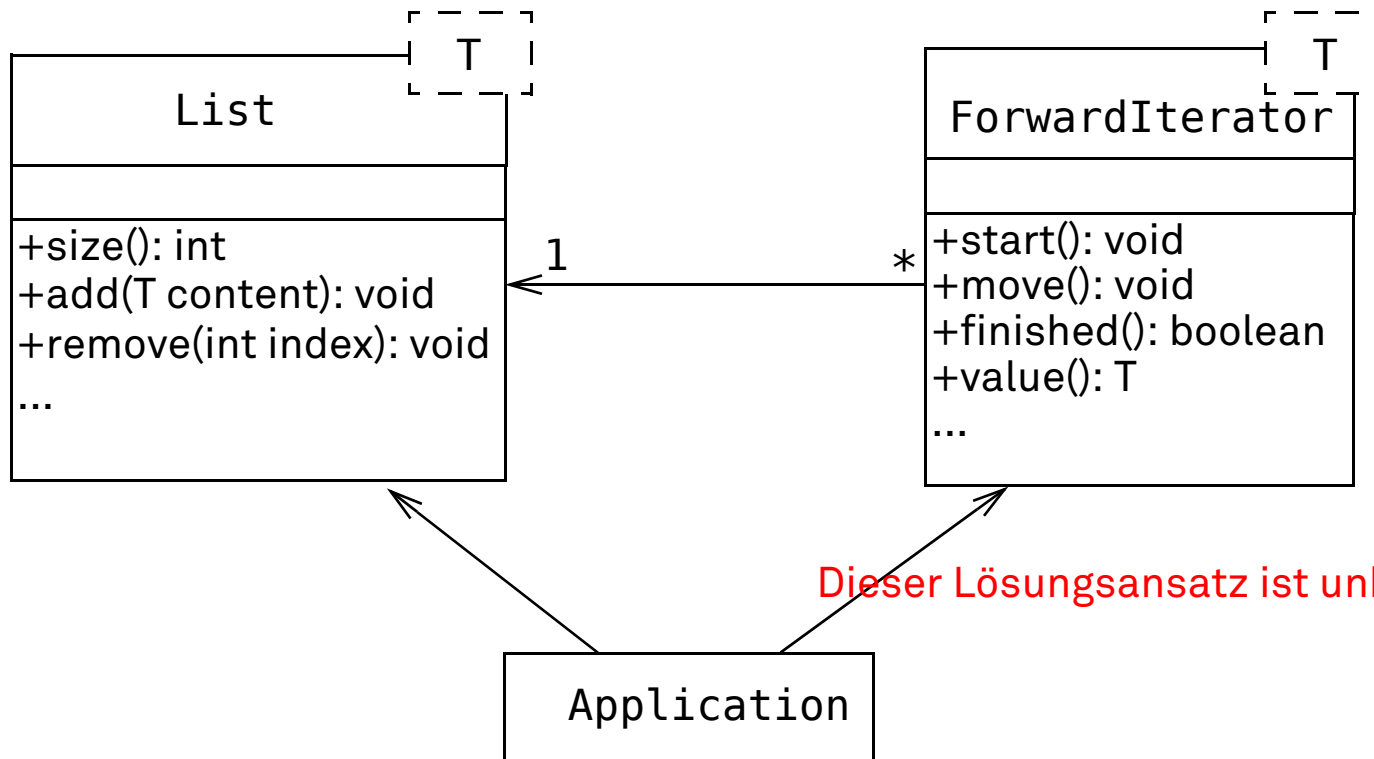 T
List
+size(): int
+add(T content): void
+remove(int index): void
...
1
*
T
ForwardIterator
+start(): void
+move(): void
+finished(): boolean
+value(): T
...
Dieser Lösungsansatz ist
Application